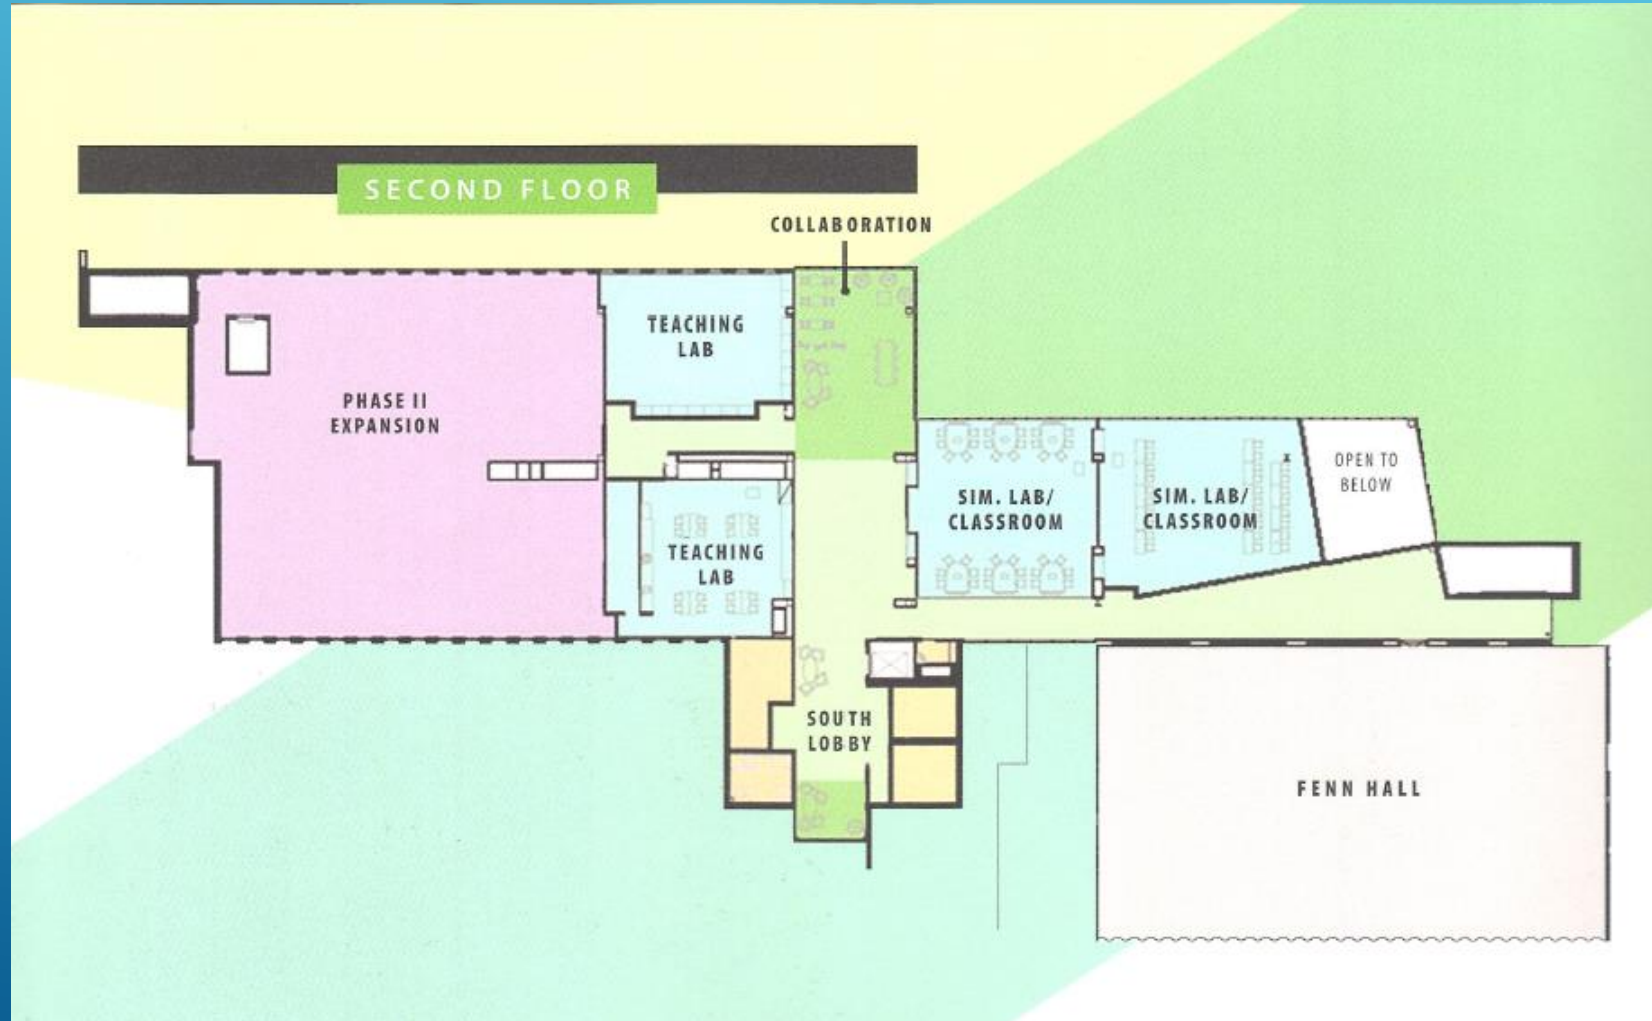 SECOND FLOOR
COLLABORATION
TEACHING
LAB
PHASE II
EXPANSION
OPEN TO
BELOW
SIM. LAB/
CLASSROOM
SIM. LAB/
CLASSROOM
TEACHING
LAB
SOUTH
LOBBY
FENN HALL